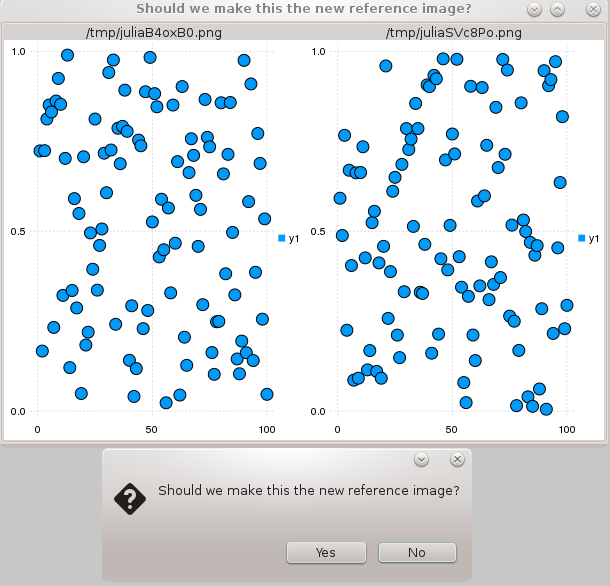 Should we make this the new reference image?
/tmp/juliaB4oxB0.png
/tmp/juliaSVc8Po.png
1.0
0.5
0.0
0
50
100
y1
1.0
0.5
0.0
0
50
100
y1
Should we make this the new reference image?
Yes
No